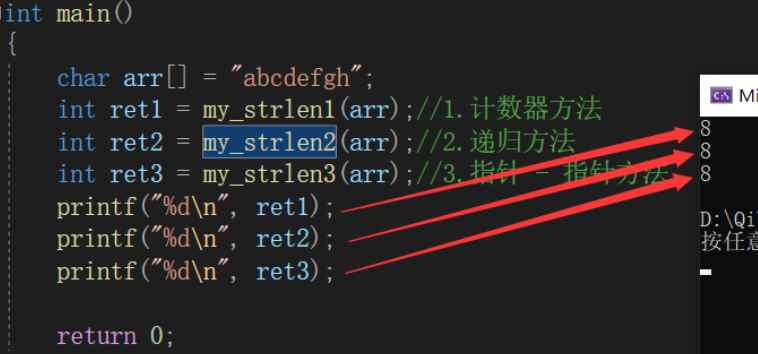 int main()
{
char arr[] = "abcdefgh";
int ret1 = my_strlen1(arr);//1.计数器方法
int ret2 = my_strlen2(arr);//2.递归方法
int ret3 = my_strlen3(arr);//3.指针 - 指针方法
printf("%d\n", ret1);
printf("%d\n", ret2);
printf("%d\n", ret3);
return 0;
C:\ Mi
8
8
8
D:\Qi
按任意